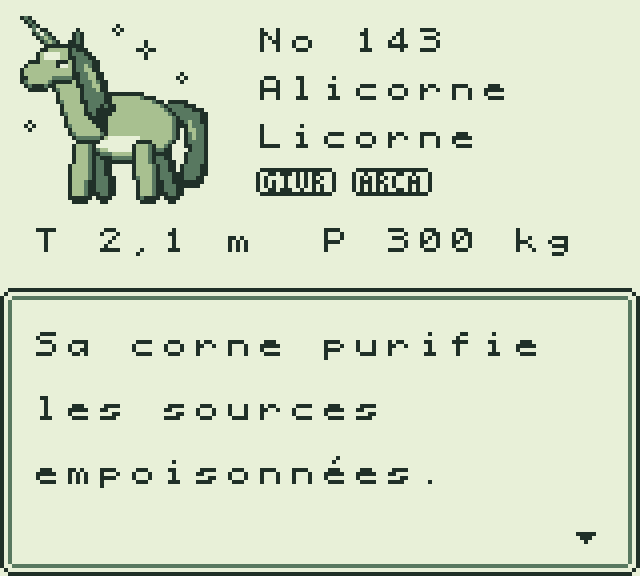 No 143
Alicorne
Licorne
GIVR ARCA
T 2,1 m P 300 kg
Sa corne purifie
les sources
empoisonnées.